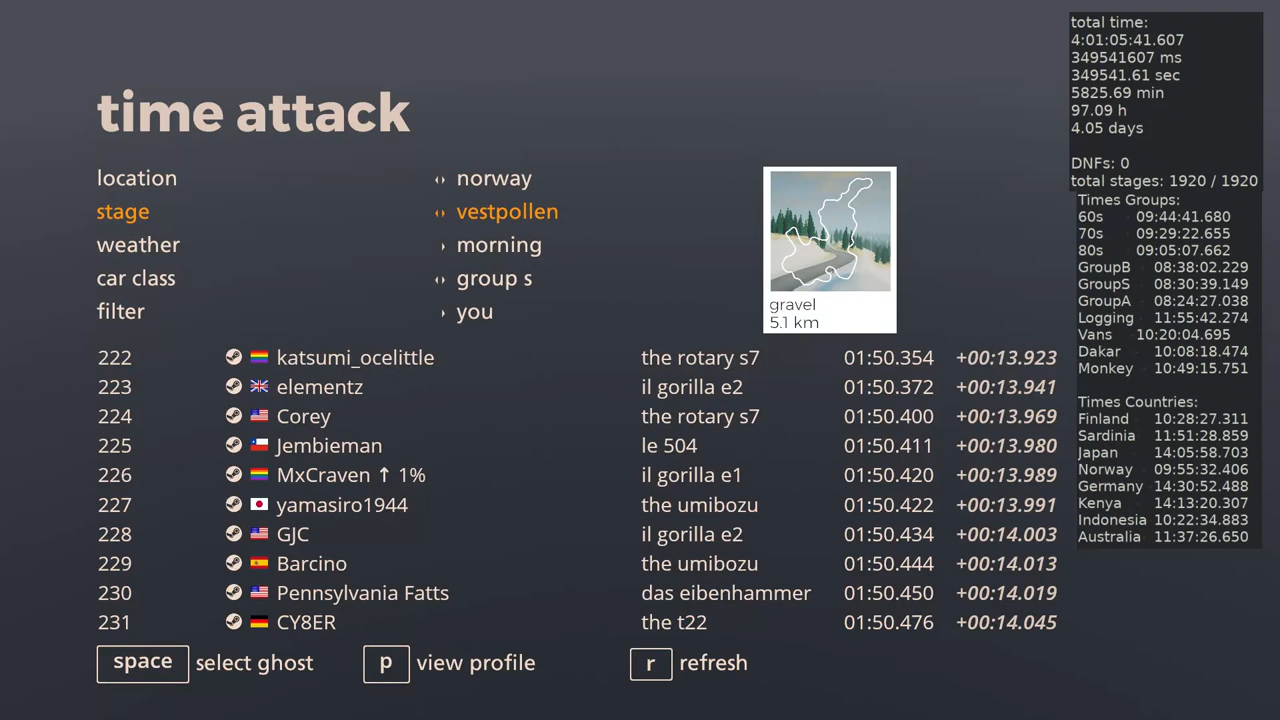 time attack
location norway
stage vestpollen
weather morning
car class group s
filter you
gravel
5.1 km
222 katsumi_ocelittle the rotary s7 01:50.354 +00:13.923
223 elementz il gorilla e2 01:50.372 +00:13.941
224 Corey the rotary s7 01:50.400 +00:13.969
225 Jembieman le 504 01:50.411 +00:13.980
226 MxCraven ↑ 1% il gorilla e1 01:50.420 +00:13.989
227 yamasiro1944 the umibozu 01:50.422 +00:13.991
228 GJC il gorilla e2 01:50.434 +00:14.003
229 Barcino the umibozu 01:50.444 +00:14.013
230 Pennsylvania Fatts das eibenhammer 01:50.450 +00:14.019
231 CY8ER the t22 01:50.476 +00:14.045
space select ghost p view profile r refresh
total time:
4:01:05:41.607
349541607 ms
349541.61 sec
5825.69 min
97.09 h
4.05 days
DNFs: 0
total stages: 1920 / 1920
Times Groups:
60s 09:44:41.680
70s 09:29:22.655
80s 09:05:07.662
GroupB 08:38:02.229
GroupS 08:30:39.149
GroupA 08:24:27.038
Logging 11:55:42.274
Vans 10:20:04.695
Dakar 10:08:18.474
Monkey 10:49:15.751
Times Countries:
Finland 10:28:27.311
Sardinia 11:51:28.859
Japan 14:05:58.703
Norway 09:55:32.406
Germany 14:30:52.488
Kenya 14:13:20.307
Indonesia 10:22:34.883
Australia 11:37:26.650